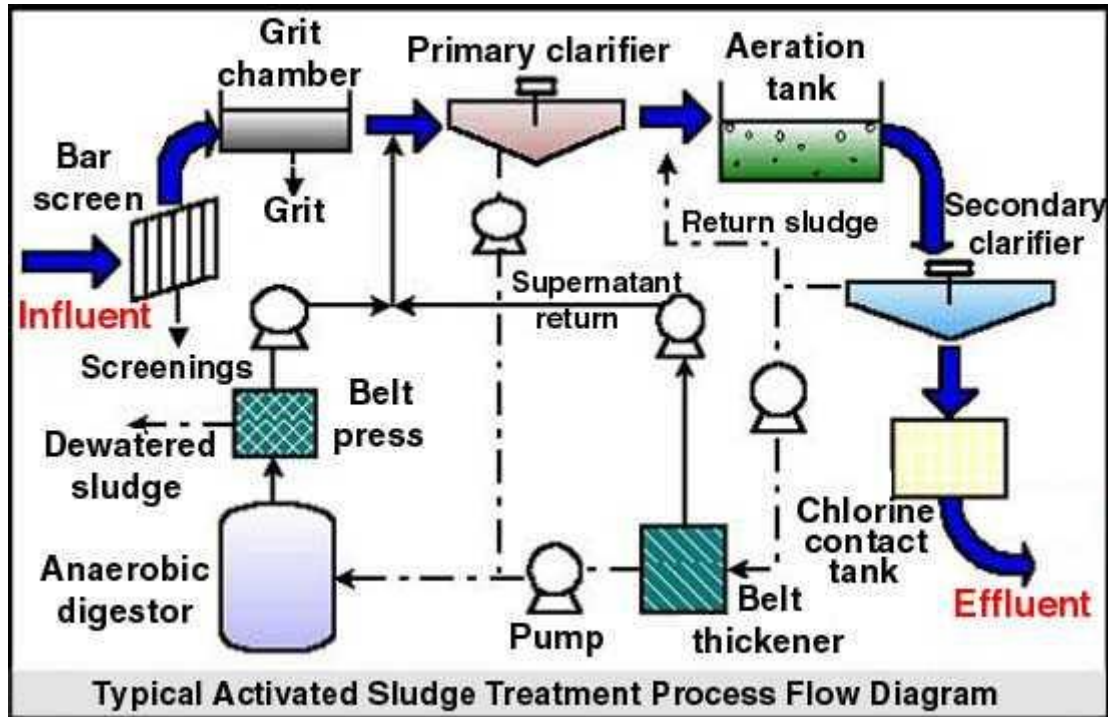 Grit
chamber
Primary clarifier
Aeration
tank
Bar
screen
Grit
Return sludge
Secondary
clarifier
Influent
Supernatant
return
Screenings
Belt
press
Dewatered
sludge
Chlorine
contact
tank
Anaerobic
digestor
Effluent
Pump
Belt
thickener
Typical Activated Sludge Treatment Process Flow Diagram